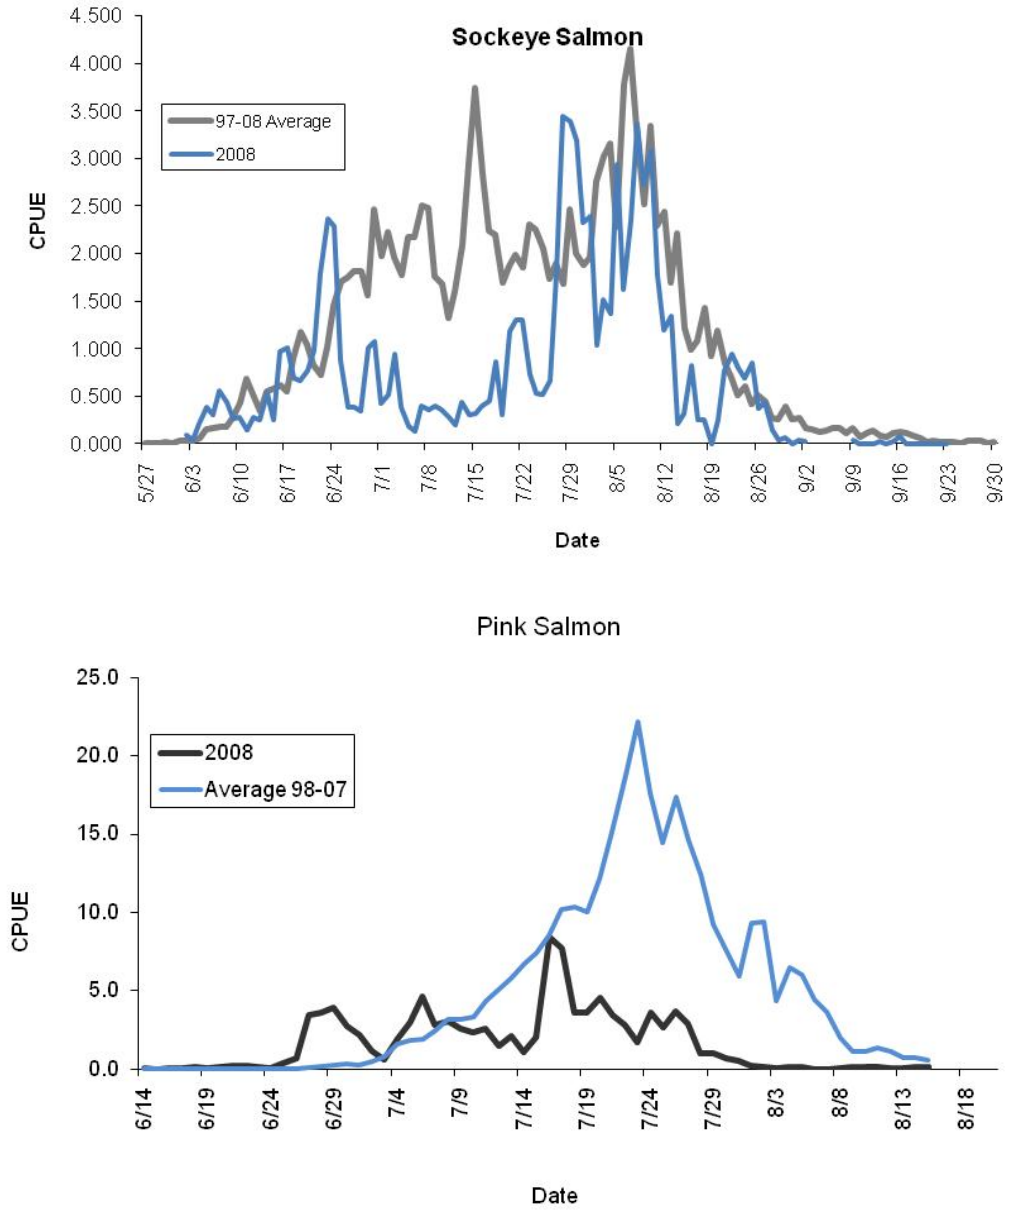 Sockeye Salmon
4.500
4.000
3.500
3.000
2.500
2.000
1.500
1.000
0.500
0.000
CPUE
97-08 Average
2008
5/27 6/3 6/10 6/17 6/24 7/1 7/8 7/15 7/22 7/29 8/5 8/12 8/19 8/26 9/2 9/9 9/16 9/23 9/30
Date
Pink Salmon
25.0
20.0
15.0
10.0
5.0
0.0
CPUE
2008
Average 98-07
6/14 6/19 6/24 6/29 7/4 7/9 7/14 7/19 7/24 7/29 8/3 8/8 8/13 8/18
Date